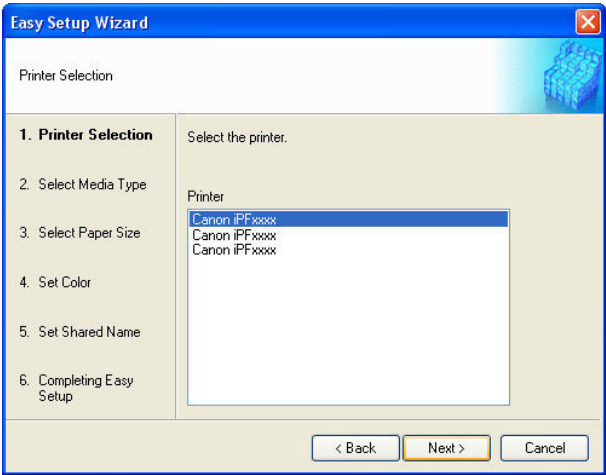 Easy Setup Wizard
Printer Selection
1. Printer Selection
2. Select Media Type
3. Select Paper Size
4. Set Color
5. Set Shared Name
6. Completing Easy
Setup
Select the printer.
Printer
Canon iPFxxxx
Canon iPFxxxx
Canon iPFxxxx
< Back
Next >
Cancel